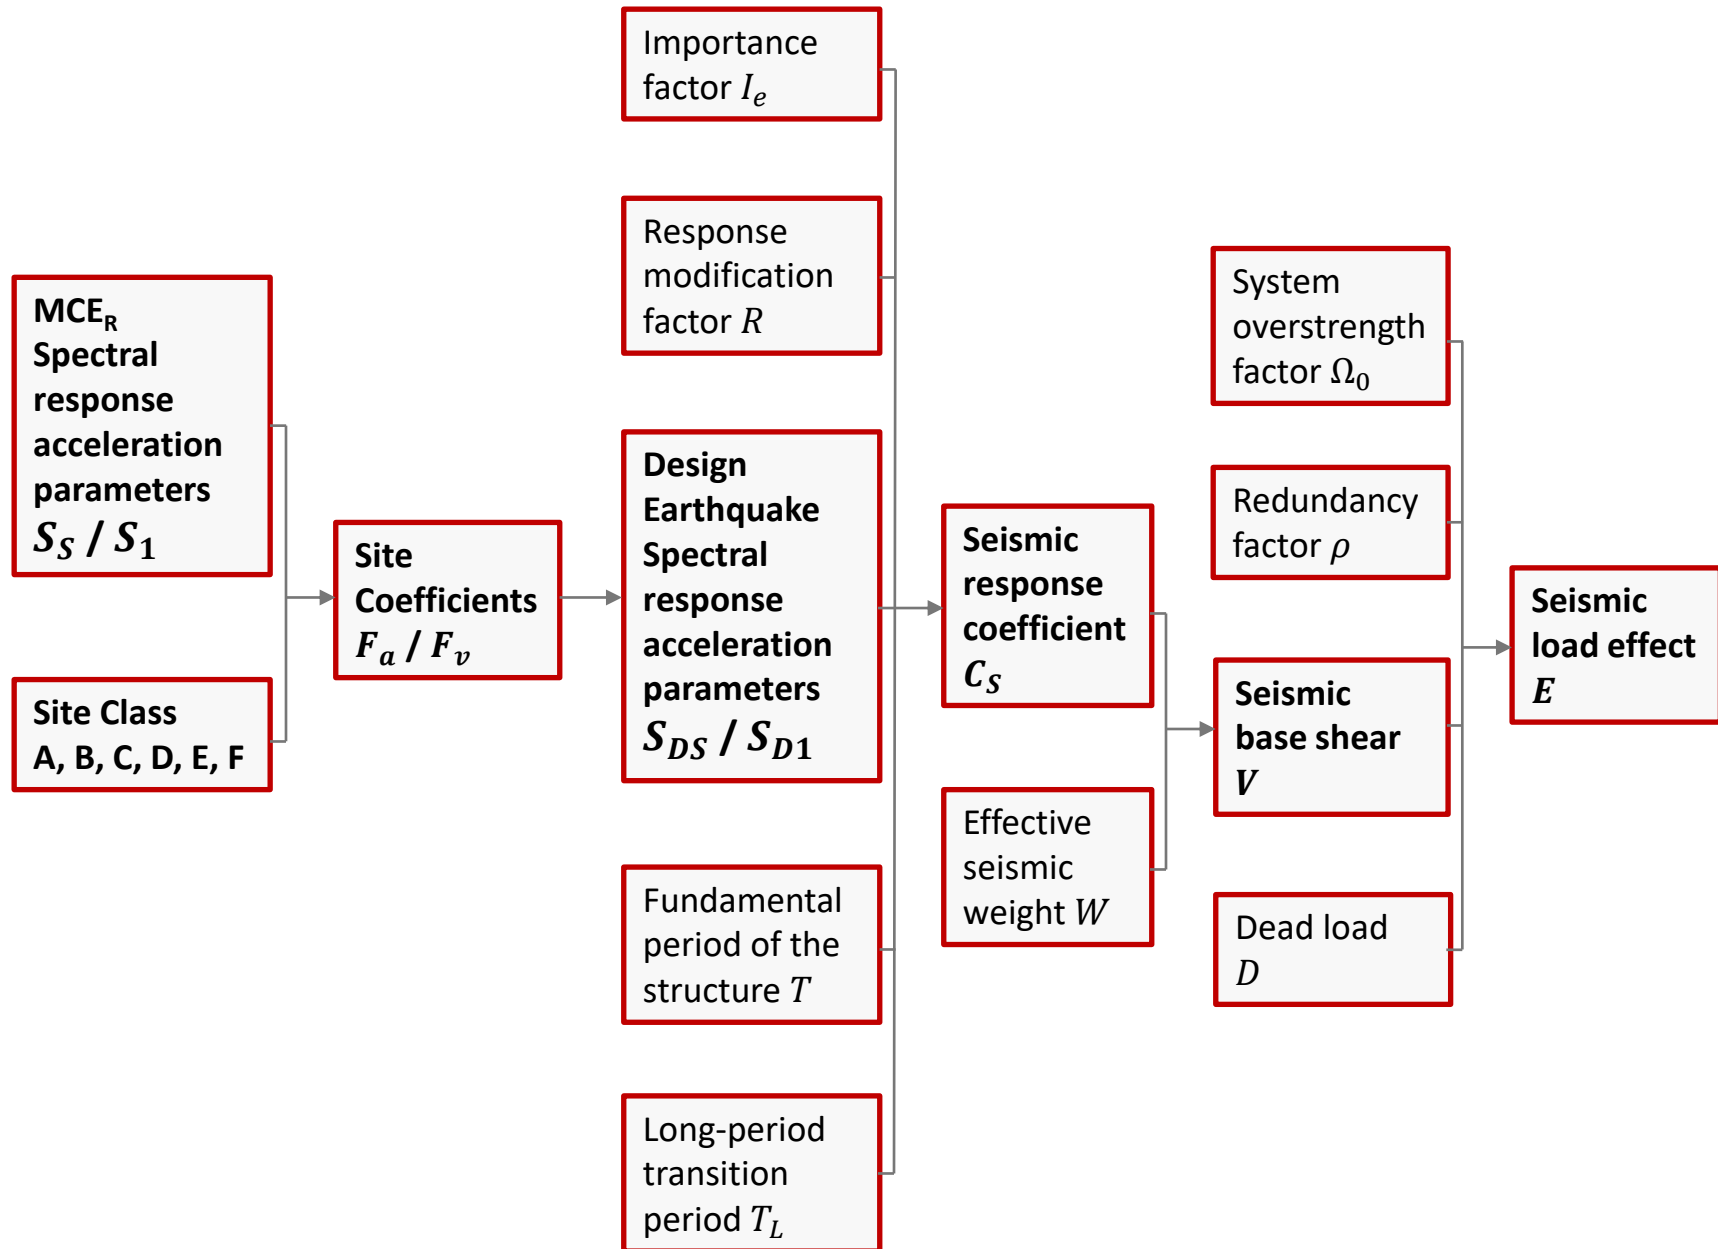 Importance
factor I_e
Response
modification
factor R
MCE_R
Spectral
response
acceleration
parameters
S_S / S_1
Site Class
A, B, C, D, E, F
Site
Coefficients
F_a / F_v
Design
Earthquake
Spectral
response
acceleration
parameters
S_DS / S_D1
Fundamental
period of the
structure T
Long-period
transition
period T_L
Seismic
response
coefficient
C_S
Effective
seismic
weight W
System
overstrength
factor Ω_0
Redundancy
factor ρ
Seismic
base shear
V
Dead load
D
Seismic
load effect
E